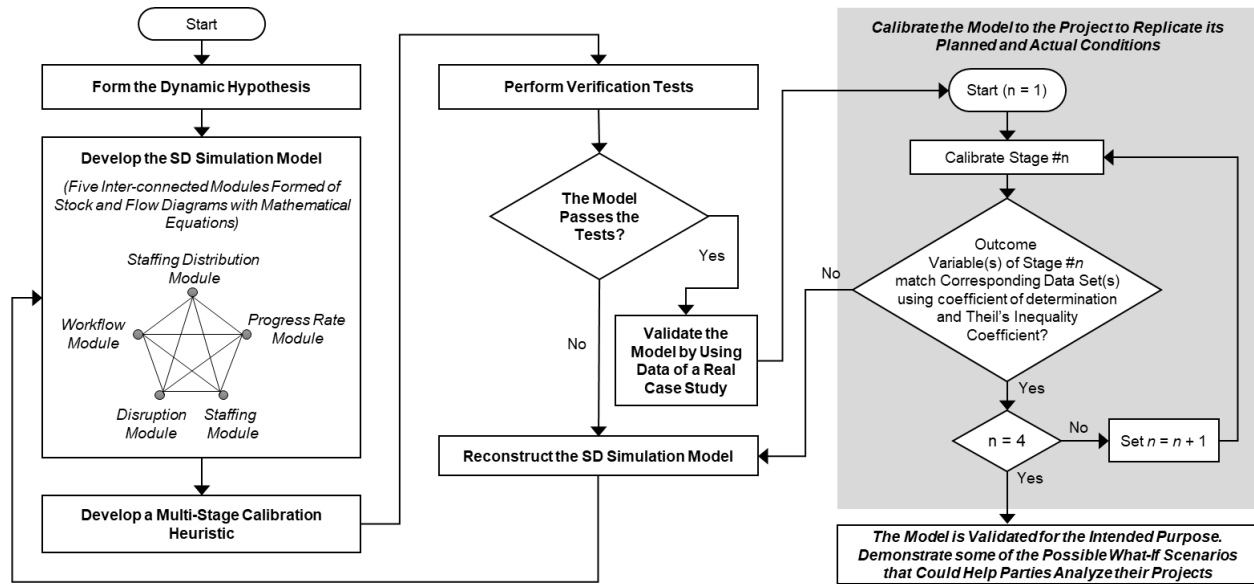 Start
Form the Dynamic Hypothesis
Develop the SD Simulation Model
(Five Inter-connected Modules Formed of
Stock and Flow Diagrams with Mathematical
Equations)
Staffing Distribution
Module
Workflow
Module
Progress Rate
Module
Disruption
Module
Staffing
Module
Develop a Multi-Stage Calibration
Heuristic
Perform Verification Tests
The Model
Passes the
Tests?
Yes
No
Validate the
Model by Using
Data of a Real
Case Study
Reconstruct the SD Simulation Model
Calibrate the Model to the Project to Replicate its
Planned and Actual Conditions
Start (n = 1)
Calibrate Stage #n
Outcome
Variable(s) of Stage #n
match Corresponding Data Set(s)
using coefficient of determination
and Theil's Inequality
Coefficient?
No
Yes
n = 4
No
Set n = n + 1
Yes
The Model is Validated for the Intended Purpose.
Demonstrate some of the Possible What-If Scenarios
that Could Help Parties Analyze their Projects